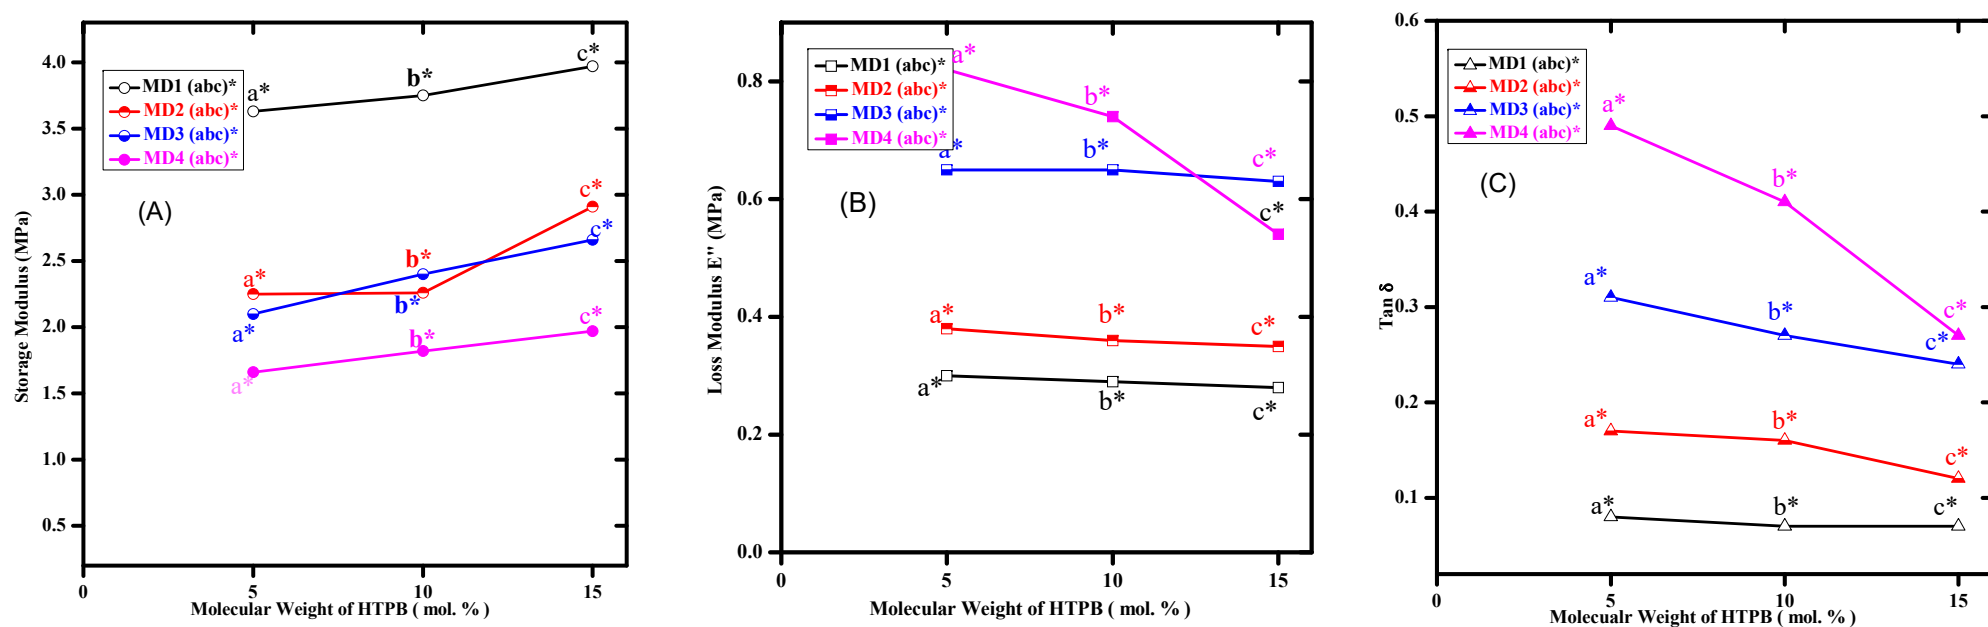 4.0
3.5
3.0
2.5
2.0
1.5
1.0
0.5
0
5
10
15
Storage Modulus (MPa)
Molecular Weight of HTPB ( mol. % )
MD1 (abc)*
MD2 (abc)*
MD3 (abc)*
MD4 (abc)*
(A)
a*
b*
c*
a*
b*
c*
a*
b*
c*
a*
b*
c*
0.8
0.6
0.4
0.2
0.0
0
5
10
15
Loss Modulus E" (MPa)
Molecular Weight of HTPB ( mol. % )
MD1 (abc)*
MD2 (abc)*
MD3 (abc)*
MD4 (abc)*
(B)
a*
b*
c*
a*
b*
c*
c*
a*
b*
c*
a*
b*
c*
0.6
0.5
0.4
0.3
0.2
0.1
0
5
10
15
Tan δ
Molecualr Weight of HTPB ( mol. % )
MD1 (abc)*
MD2 (abc)*
MD3 (abc)*
MD4 (abc)*
(C)
a*
b*
c*
a*
b*
c*
a*
b*
c*
a*
b*
c*